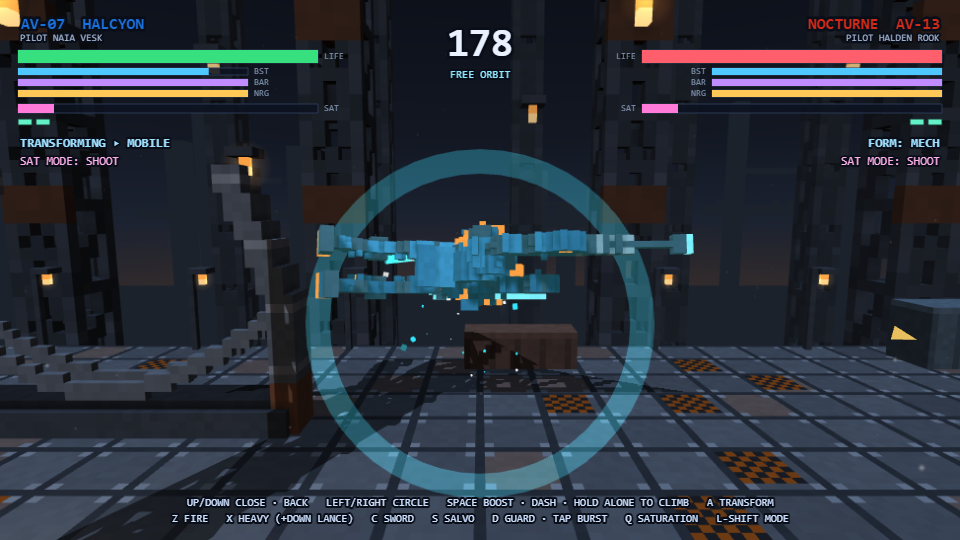 AV-07 HALCYON
PILOT NAIA VESK
LIFE
BST
BAR
NRG
SAT
TRANSFORMING ▸ MOBILE
SAT MODE: SHOOT
178
FREE ORBIT
NOCTURNE AV-13
PILOT HALDEN ROOK
LIFE
BST
BAR
NRG
SAT
FORM: MECH
SAT MODE: SHOOT
UP/DOWN CLOSE · BACK LEFT/RIGHT CIRCLE SPACE BOOST · DASH · HOLD ALONE TO CLIMB A TRANSFORM
Z FIRE X HEAVY (+DOWN LANCE) C SWORD S SALVO D GUARD · TAP BURST Q SATURATION L-SHIFT MODE